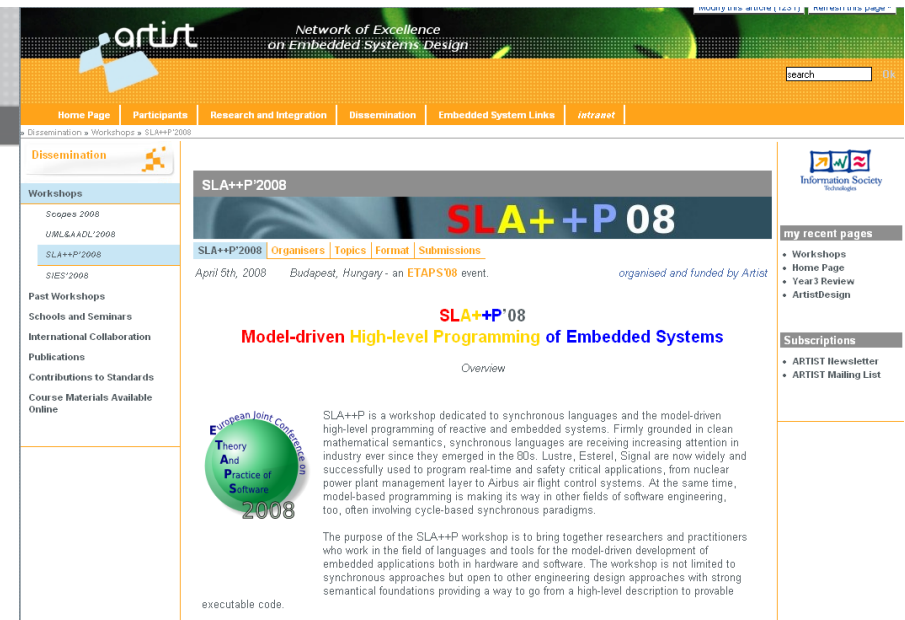 Modify this article (1231) Refresh this page *
artist
Network of Excellence
on Embedded Systems Design
search Ok
Home Page Participants Research and Integration Dissemination Embedded System Links intranet
» Dissemination » Workshops » SLA++P'2008
Dissemination
Workshops
Scopes 2008
UML&AADL'2008
SLA++P'2008
SIES'2008
Past Workshops
Schools and Seminars
International Collaboration
Publications
Contributions to Standards
Course Materials Available
Online
SLA++P'2008
SLA++P 08
SLA++P'2008 Organisers Topics Format Submissions
April 6th, 2008 Budapest, Hungary - an ETAPS'08 event. organised and funded by Artist
SLA++P'08
Model-driven High-level Programming of Embedded Systems
Overview
European Joint Conference on
Theory
And
Practice of
Software
2008
SLA++P is a workshop dedicated to synchronous languages and the model-driven
high-level programming of reactive and embedded systems. Firmly grounded in clean
mathematical semantics, synchronous languages are receiving increasing attention in
industry ever since they emerged in the 80s. Lustre, Esterel, Signal are now widely and
successfully used to program real-time and safety critical applications, from nuclear
power plant management layer to Airbus air flight control systems. At the same time,
model-based programming is making its way in other fields of software engineering,
too, often involving cycle-based synchronous paradigms.
The purpose of the SLA++P workshop is to bring together researchers and practitioners
who work in the field of languages and tools for the model-driven development of
embedded applications both in hardware and software. The workshop is not limited to
synchronous approaches but open to other engineering design approaches with strong
semantical foundations providing a way to go from a high-level description to provable
executable code.
Information Society
Technologies
my recent pages
• Workshops
• Home Page
• Year3 Review
• ArtistDesign
Subscriptions
• ARTIST Newsletter
• ARTIST Mailing List